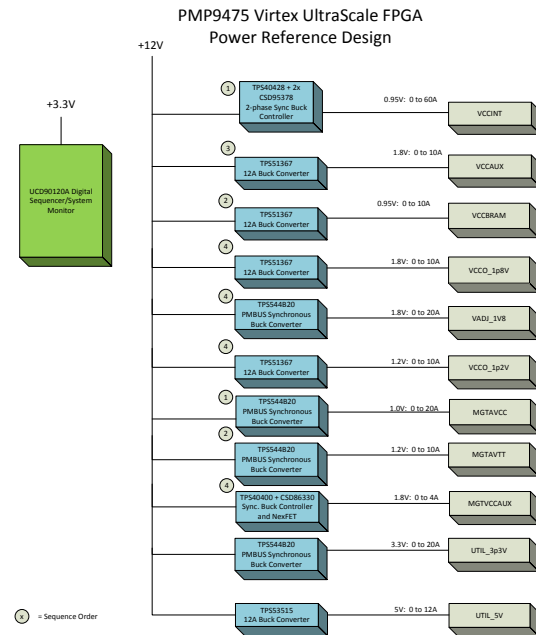 PMP9475 Virtex UltraScale FPGA
Power Reference Design
+12V
+3.3V
UCD90120A Digital
Sequencer/System
Monitor
1
TPS40428 + 2x
CSD95378
2-phase Sync Buck
Controller
0.95V: 0 to 60A
VCCINT
3
TPS51367
12A Buck Converter
1.8V: 0 to 10A
VCCAUX
2
TPS51367
12A Buck Converter
0.95V: 0 to 10A
VCCBRAM
4
TPS51367
12A Buck Converter
1.8V: 0 to 10A
VCCO_1p8V
4
TPS544B20
PMBUS Synchronous
Buck Converter
1.8V: 0 to 20A
VADJ_1V8
4
TPS51367
12A Buck Converter
1.2V: 0 to 10A
VCCO_1p2V
1
TPS544B20
PMBUS Synchronous
Buck Converter
1.0V: 0 to 20A
MGTAVCC
2
TPS544B20
PMBUS Synchronous
Buck Converter
1.2V: 0 to 10A
MGTAVTT
4
TPS40400 + CSD86330
Sync. Buck Controller
and NexFET
1.8V: 0 to 4A
MGTVCCAUX
TPS544B20
PMBUS Synchronous
Buck Converter
3.3V: 0 to 20A
UTIL_3p3V
TPS53515
12A Buck Converter
5V: 0 to 12A
UTIL_5V
x = Sequence Order